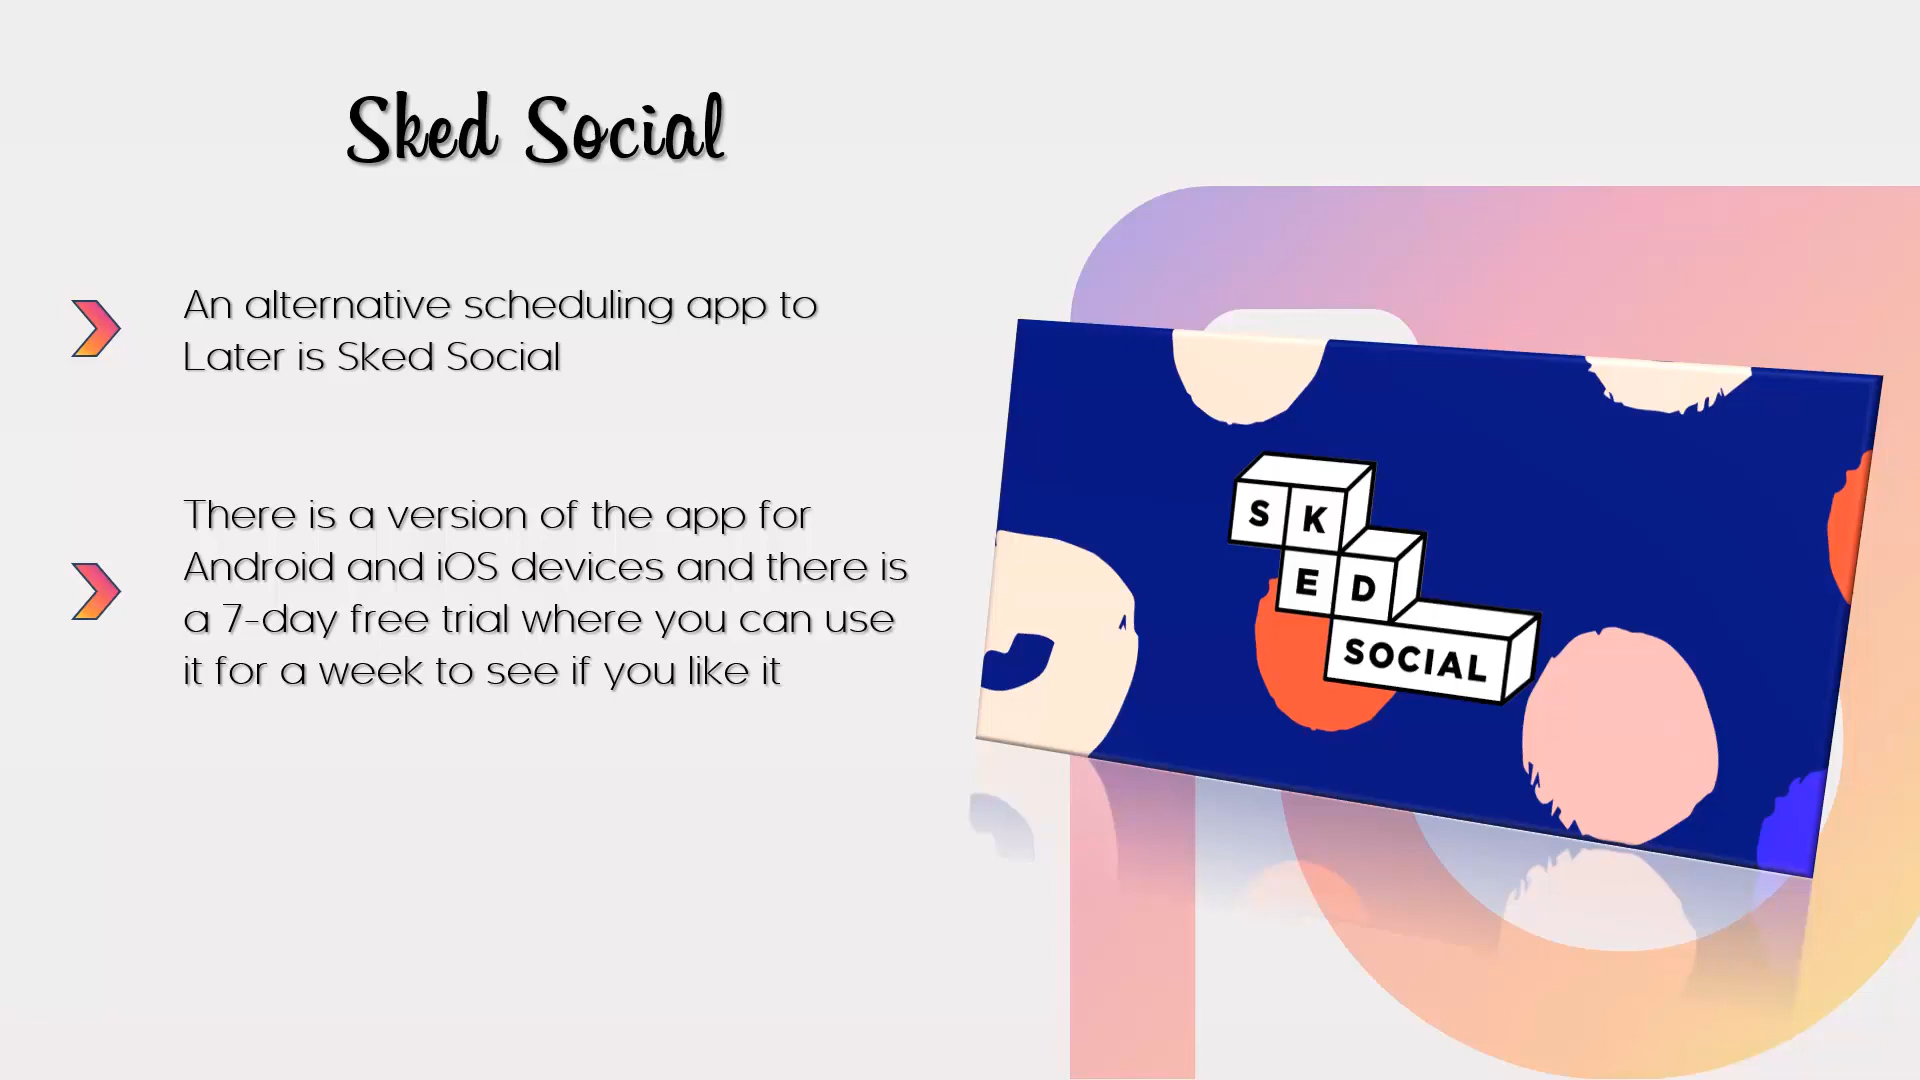 Sked Social
An alternative scheduling app to
Later is Sked Social
There is a version of the app for
Android and iOS devices and there is
a 7-day free trial where you can use
it for a week to see if you like it
SK
ED
SOCIAL